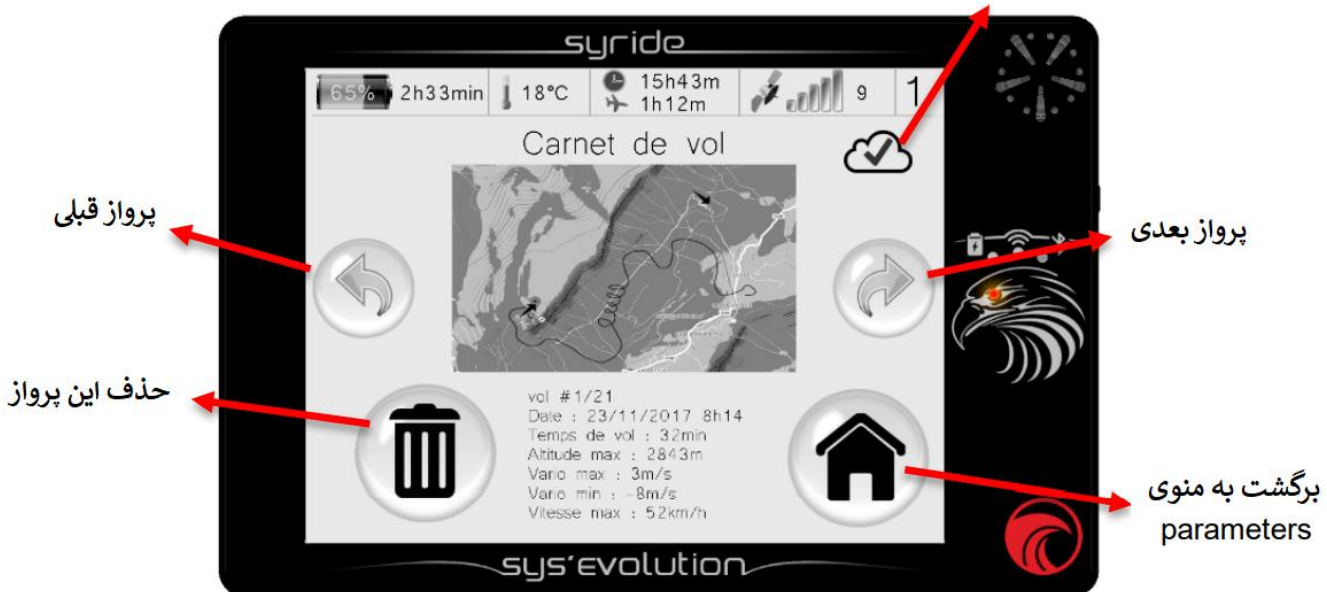 syride
65% 2h33min 18°C 15h43m 9 1
1h12m
Carnet de vol
پرواز قبلی
پرواز بعدی
حذف این پرواز
vol #1/21
Date : 23/11/2017 8h14
Temps de vol : 32min
Altitude max : 2843m
Vario max : 3m/s
Vario min : -8m/s
Vitesse max : 52km/h
برگشت به منوی
parameters
sys'evolution